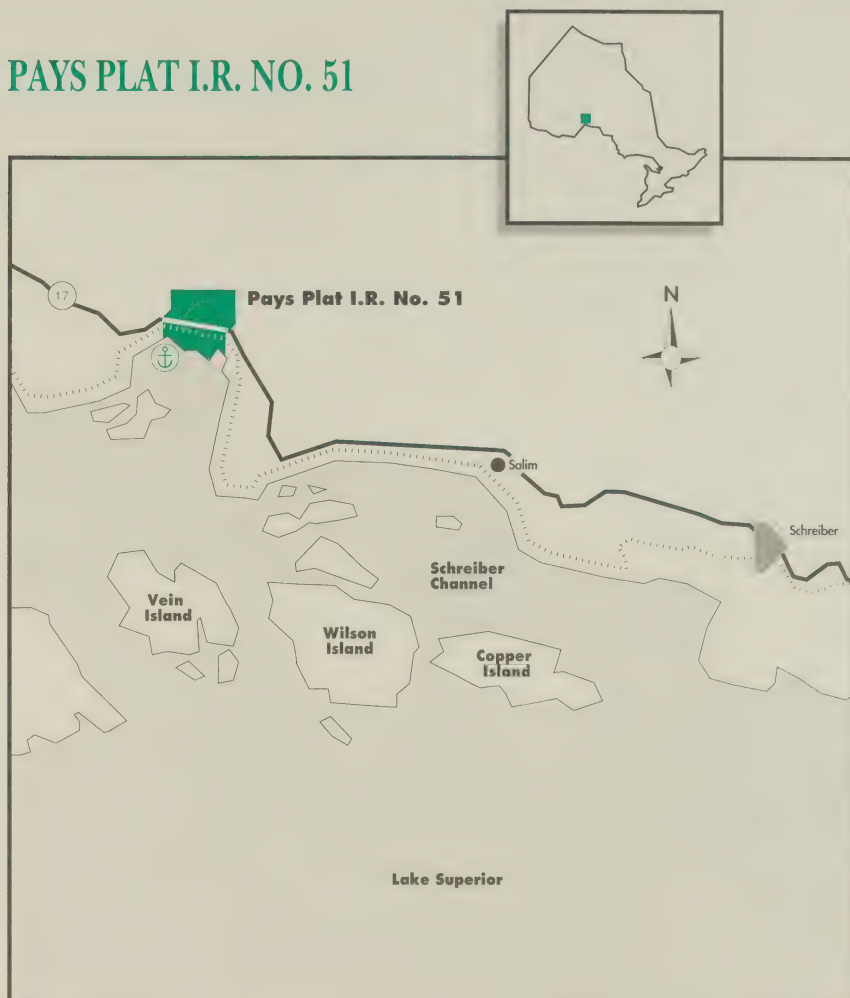 PAYS PLAT I.R. NO. 51
17
Pays Plat I.R. No. 51
N
Salim
Schreiber
Schreiber
Channel
Vein
Island
Wilson
Island
Copper
Island
Lake Superior